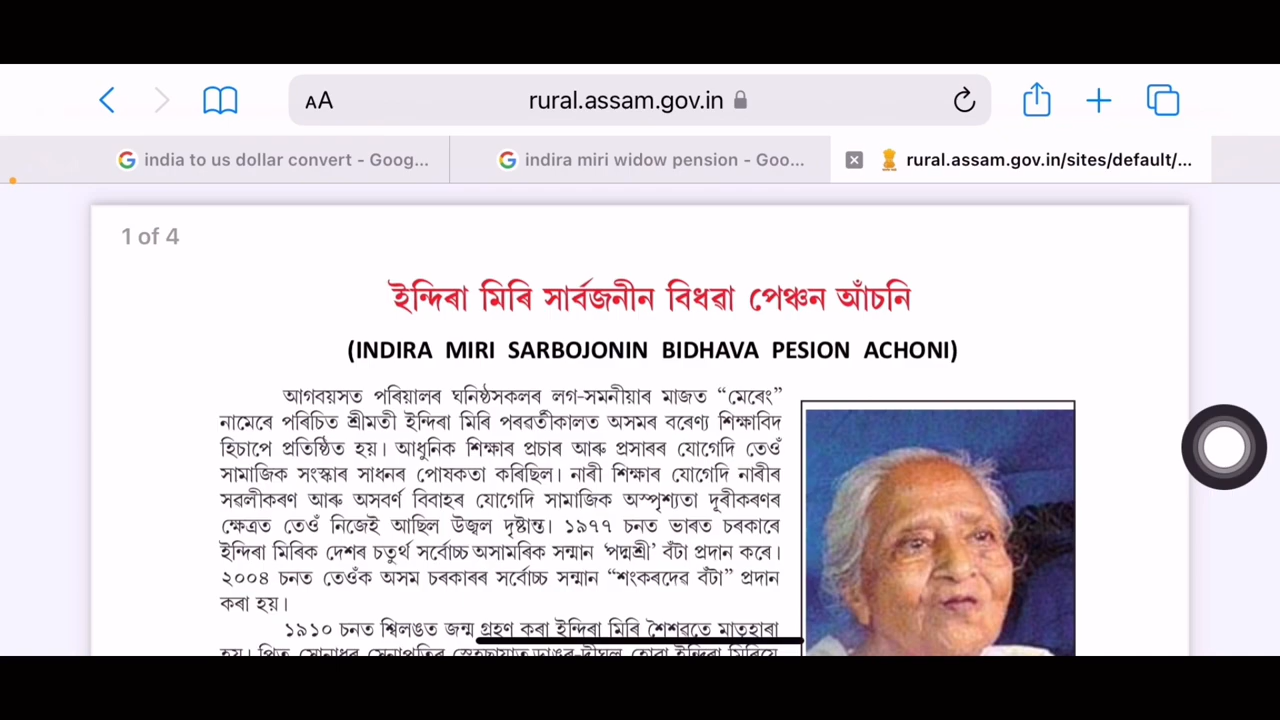 AA rural.assam.gov.in
india to us dollar convert - Goog... indira miri widow pension - Goo... rural.assam.gov.in/sites/default/...
1 of 4
ইন্দিৰা মিৰি সাৰ্বজনীন বিধৱা পেঞ্চন আঁচনি
(INDIRA MIRI SARBOJONIN BIDHAVA PESION ACHONI)
আগবয়সত পৰিয়ালৰ ঘনিষ্ঠসকলৰ লগ-সমনীয়াৰ মাজত “মেৰেং”
নামেৰে পৰিচিত শ্ৰীমতী ইন্দিৰা মিৰি পৰৱৰ্তীকালত অসমৰ বৰেণ্য শিক্ষাবিদ
হিচাপে প্ৰতিষ্ঠিত হয়। আধুনিক শিক্ষাৰ প্ৰচাৰ আৰু প্ৰসাৰৰ যোগেদি তেওঁ
সামাজিক সংস্কাৰ সাধনৰ পোষকতা কৰিছিল। নাৰী শিক্ষাৰ যোগেদি নাৰীৰ
সৱলীকৰণ আৰু অসবৰ্ণ বিবাহৰ যোগেদি সামাজিক অস্পৃশ্যতা দূৰীকৰণৰ
ক্ষেত্ৰত তেওঁ নিজেই আছিল উজ্বল দৃষ্টান্ত। ১৯৭৭ চনত ভাৰত চৰকাৰে
ইন্দিৰা মিৰিক দেশৰ চতুৰ্থ সৰ্বোচ্চ অসামৰিক সন্মান ‘পদ্মশ্ৰী’ বঁটা প্ৰদান কৰে।
২০০৪ চনত তেওঁক অসম চৰকাৰৰ সৰ্বোচ্চ সন্মান “শংকৰদেৱ বঁটা” প্ৰদান
কৰা হয়।
১৯১০ চনত শ্বিলঙত জন্ম গ্ৰহণ কৰা ইন্দিৰা মিৰি শৈশৱতে মাতৃহাৰা
হয়।